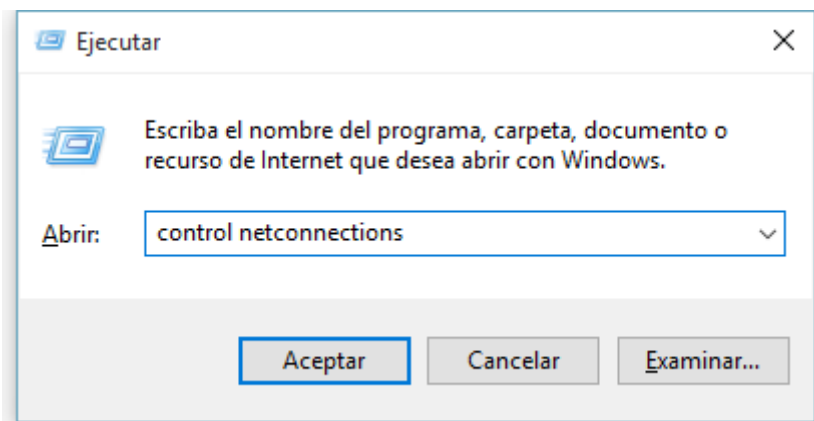 Ejecutar
Escriba el nombre del programa, carpeta, documento o
recurso de Internet que desea abrir con Windows.
Abrir: control netconnections
Aceptar Cancelar Examinar...